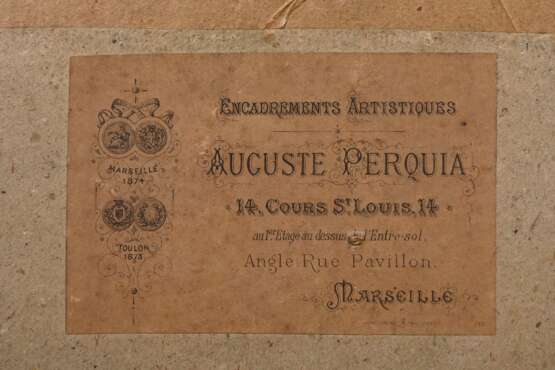 ENCADREMENTS ARTISTIQUES
AUGUSTE PERQUIA
14, COURS ST LOUIS, 14
au 1er Etage au dessus de l'Entre-sol,
ANGLE RUE PAVILLON.
MARSEILLE
MARSEILLE
1874
TOULON
1873